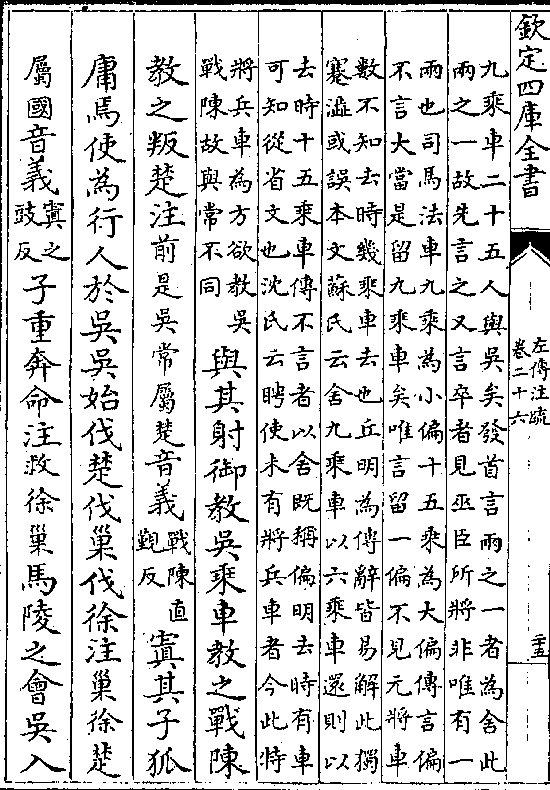 欽定四庫全書
左傳注疏
卷二十六
二十五
九乘車二十五人與吳矣發首言兩之一者為舍此
兩之一故先言之又言卒者見巫臣所將非唯有一
兩也司馬法車九乘為小偏十五乘為大偏傳言偏
不言大當是留九乘車矣唯言留一偏不見元將車
數不知去時幾乘車去也丘明為傳辭皆易解此獨
蹇澁或誤本文蘇氏云舍九乘車以六乘車還則以
去時十五乘車傳不言者以舍既稱偏明去時有車
可知從省文也沈氏云聘使未有將兵車者今此特
將兵車為方欲教吳
戰陳故與常不同
與其射御教吳乘車教之戰陳
教之叛楚注前是吳常屬楚音義
戰陳直
覲反
寘其子狐
庸焉使為行人於吳吳始伐楚伐巢伐徐注巢徐楚
屬國音義
寘之
豉反
子重奔命注救徐巢馬陵之會吳入